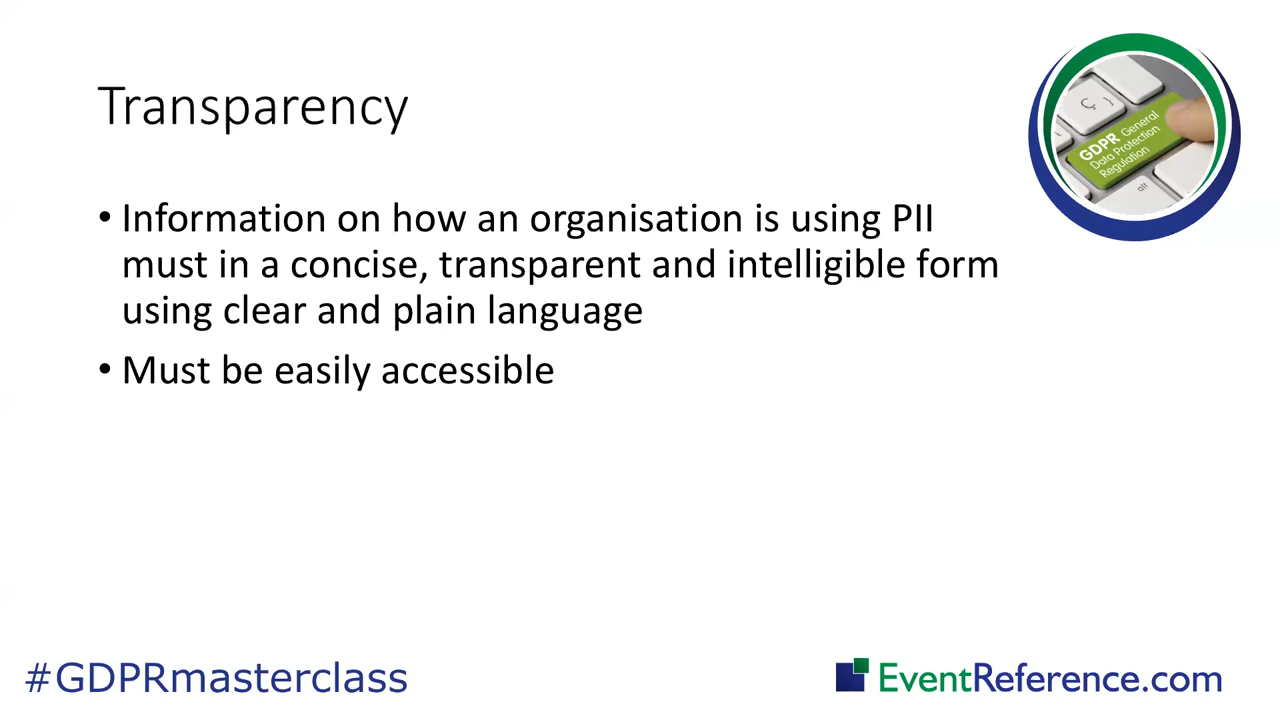 Transparency
• Information on how an organisation is using PII
must in a concise, transparent and intelligible form
using clear and plain language
• Must be easily accessible
GDPR General
Data Protection
Regulation
alt
Ç
#GDPRmasterclass
EventReference.com